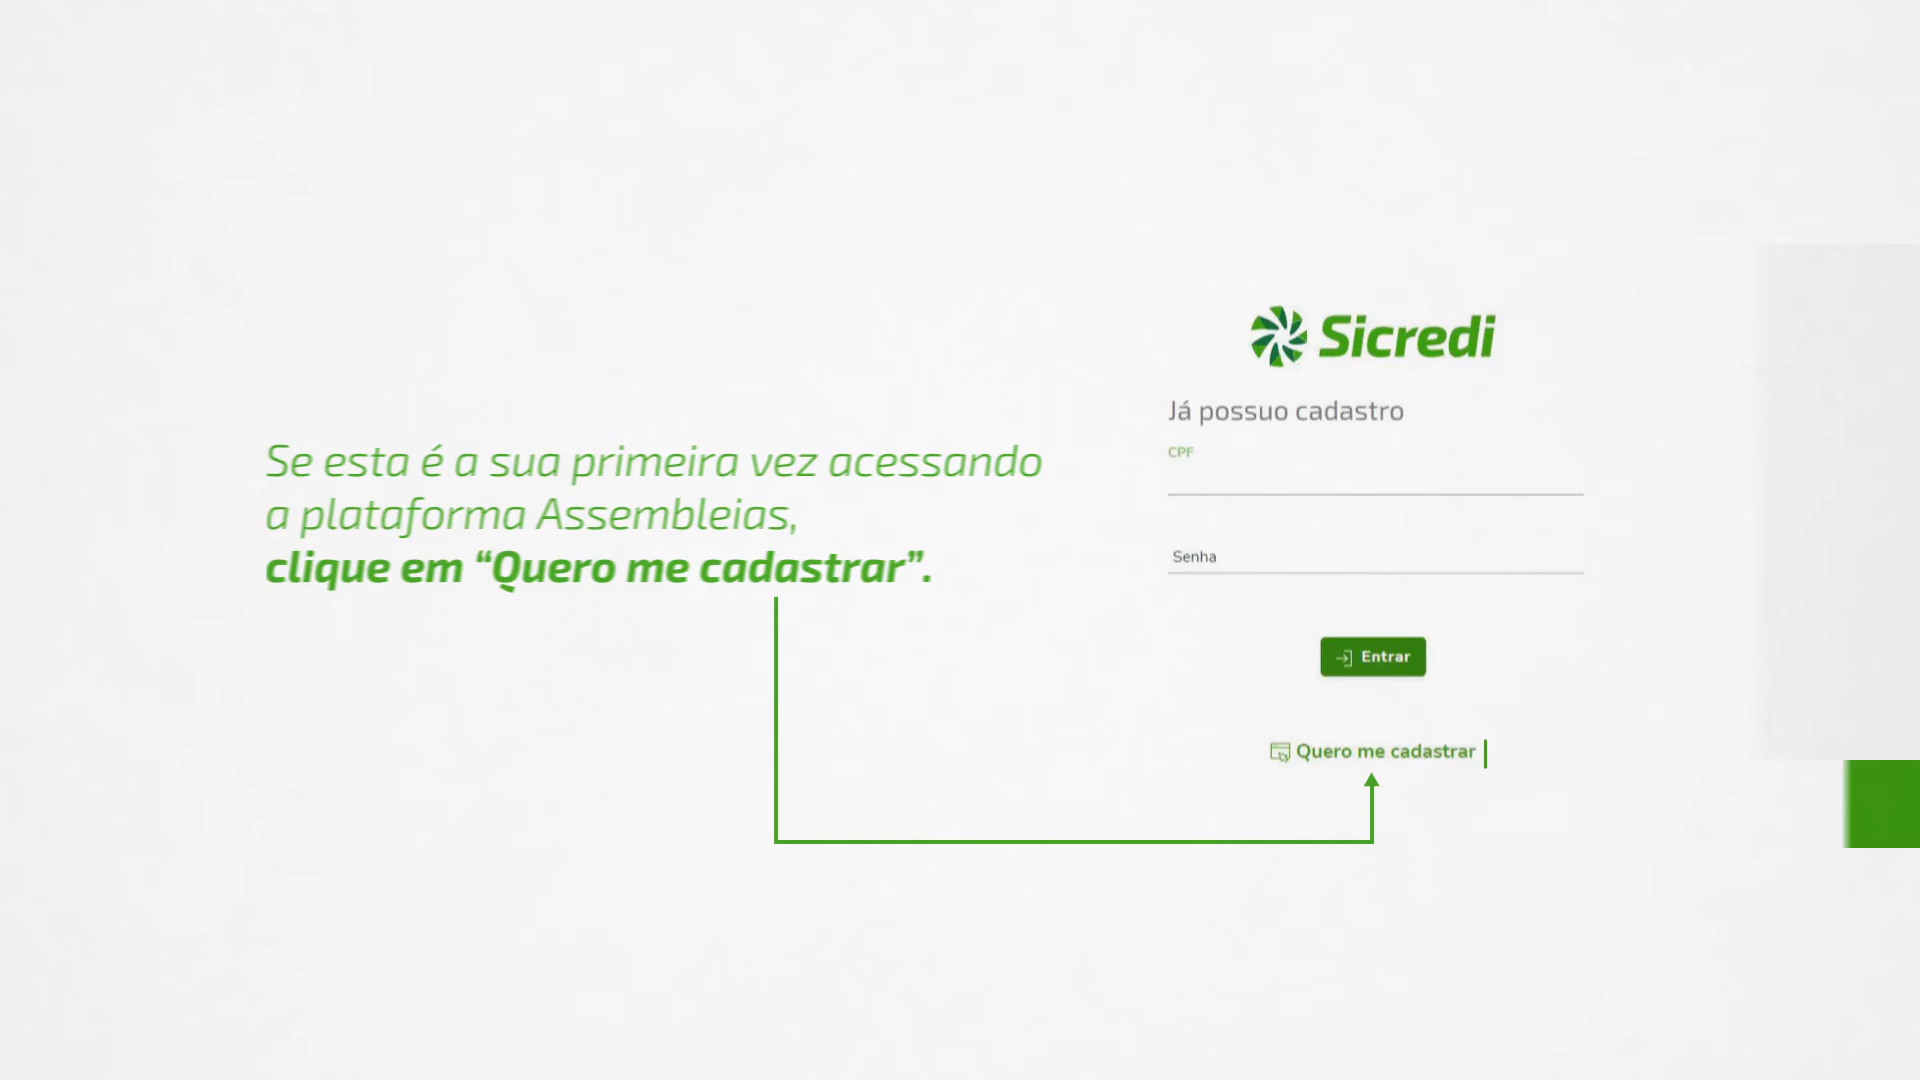 Se esta é a sua primeira vez acessando
a plataforma Assembleias,
clique em “Quero me cadastrar”.
Sicredi
Já possuo cadastro
CPF
Senha
Entrar
Quero me cadastrar